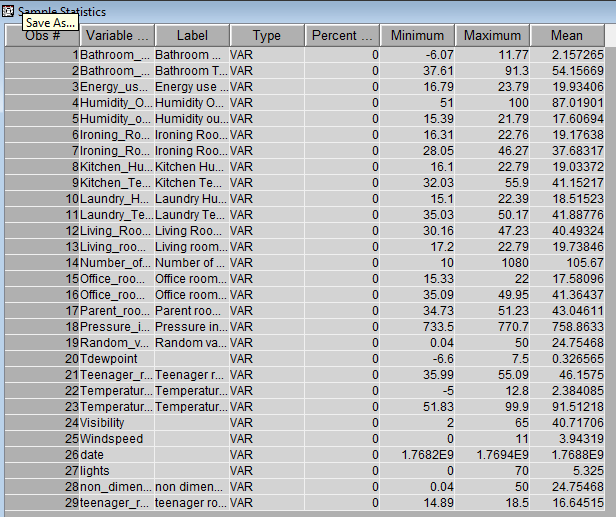 Sample Statistics
Save As...
Obs # Variable ... Label Type Percent ... Minimum Maximum Mean
1 Bathroom_... Bathroom ... VAR 0 -6.07 11.77 2.157265
2 Bathroom_... Bathroom T... VAR 0 37.61 91.3 54.15669
3 Energy_us... Energy use ... VAR 0 16.79 23.79 19.93406
4 Humidity_O... Humidity O... VAR 0 51 100 87.01901
5 Humidity_o... Humidity ou... VAR 0 15.39 21.79 17.60694
6 Ironing_Ro... Ironing Roo... VAR 0 16.31 22.76 19.17638
7 Ironing_Roo... Ironing Roo... VAR 0 28.05 46.27 37.68317
8 Kitchen_Hu... Kitchen Hu... VAR 0 16.1 22.79 19.03372
9 Kitchen_Te... Kitchen Te... VAR 0 32.03 55.9 41.15217
10 Laundry_H... Laundry Hu... VAR 0 15.1 22.39 18.51523
11 Laundry_Te... Laundry Te... VAR 0 35.03 50.17 41.88776
12 Living_Roo... Living Roo... VAR 0 30.16 47.23 40.49324
13 Living_roo... Living room... VAR 0 17.2 22.79 19.73846
14 Number_of... Number of ... VAR 0 10 1080 105.67
15 Office_roo... Office room... VAR 0 15.33 22 17.58096
16 Office_roo... Office room... VAR 0 35.09 49.95 41.36437
17 Parent_roo... Parent roo... VAR 0 34.73 51.23 43.04611
18 Pressure_i... Pressure in... VAR 0 733.5 770.7 758.8633
19 Random_v... Random va... VAR 0 0.04 50 24.75468
20 Tdewpoint VAR 0 -6.6 7.5 0.326565
21 Teenager_r... Teenager r... VAR 0 35.99 55.09 46.1575
22 Temperatur... Temperatur... VAR 0 -5 12.8 2.384085
23 Temperatur... Temperatur... VAR 0 51.83 99.9 91.51218
24 Visibility VAR 0 2 65 40.71706
25 Windspeed VAR 0 0 11 3.94319
26 date VAR 0 1.7682E9 1.7694E9 1.7688E9
27 lights VAR 0 0 70 5.325
28 non_dimen... non dimen... VAR 0 0.04 50 24.75468
29 teenager_r... teenager ro... VAR 0 14.89 18.5 16.64515